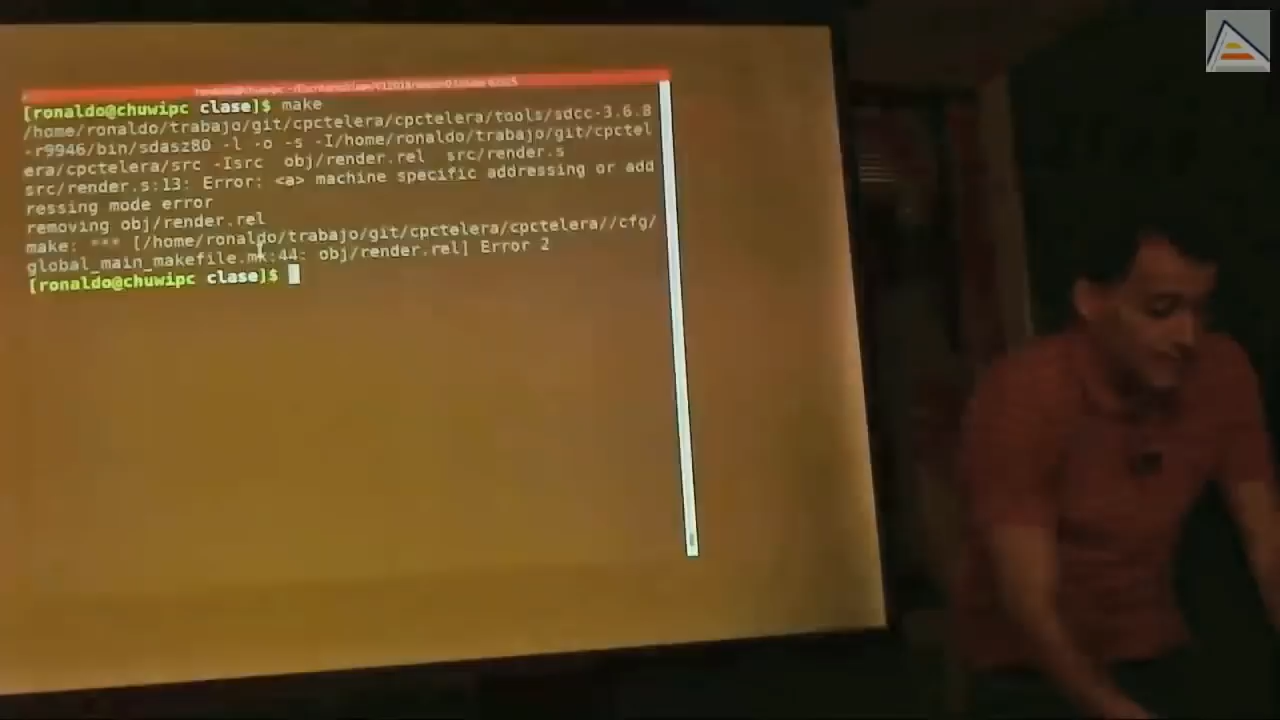 [ronaldo@chuwipc clase]$ make
/home/ronaldo/trabajo/git/cpctelera/cpctelera/tools/sdcc-3.6.8
-r9946/bin/sdasz80 -l -o -s -I/home/ronaldo/trabajo/git/cpctel
era/cpctelera/src -Isrc obj/render.rel src/render.s
src/render.s:13: Error: <a> machine specific addressing or add
ressing mode error
removing obj/render.rel
make: *** [/home/ronaldo/trabajo/git/cpctelera/cpctelera//cfg/
global_main_makefile.mk:44: obj/render.rel] Error 2
[ronaldo@chuwipc clase]$